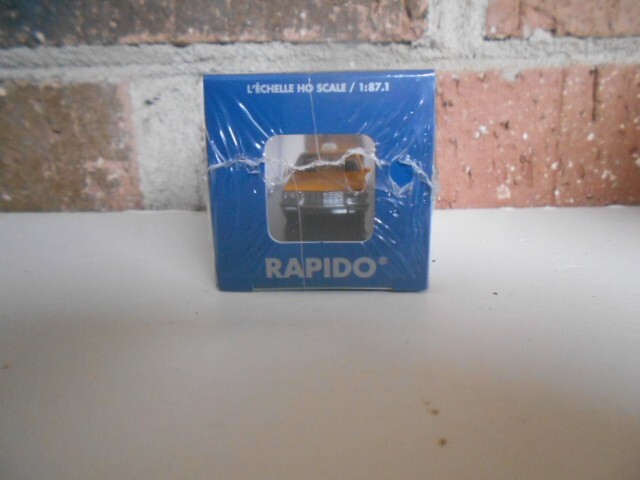 L'ÉCHELLE HO SCALE / 1:87.1
RAPIDO®